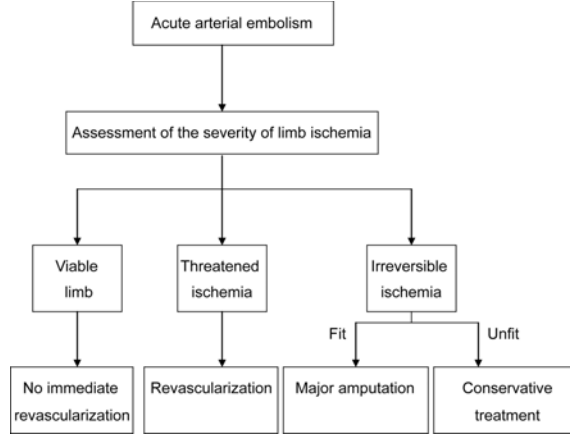 Acute arterial embolism
Assessment of the severity of limb ischemia
Viable
limb
Threatened
ischemia
Irreversible
ischemia
Fit
Unfit
No immediate
revascularization
Revascularization
Major amputation
Conservative
treatment